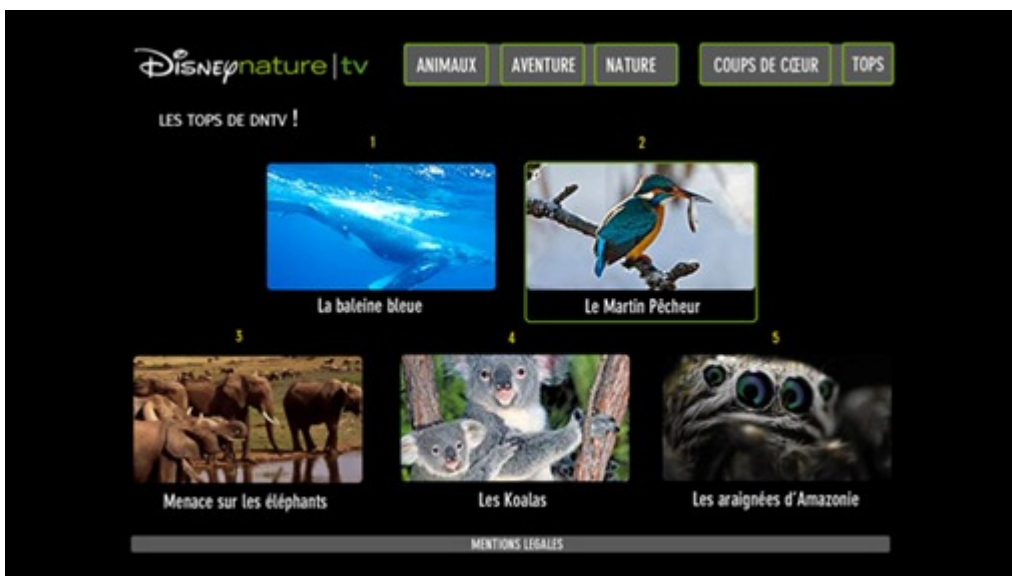 Disneynature|tv
ANIMAUX AVENTURE NATURE COUPS DE CŒUR TOPS
LES TOPS DE DNTV !
1 2
La baleine bleue Le Martin Pêcheur
3 4 5
Menace sur les éléphants Les Koalas Les araignées d'Amazonie
MENTIONS LEGALES